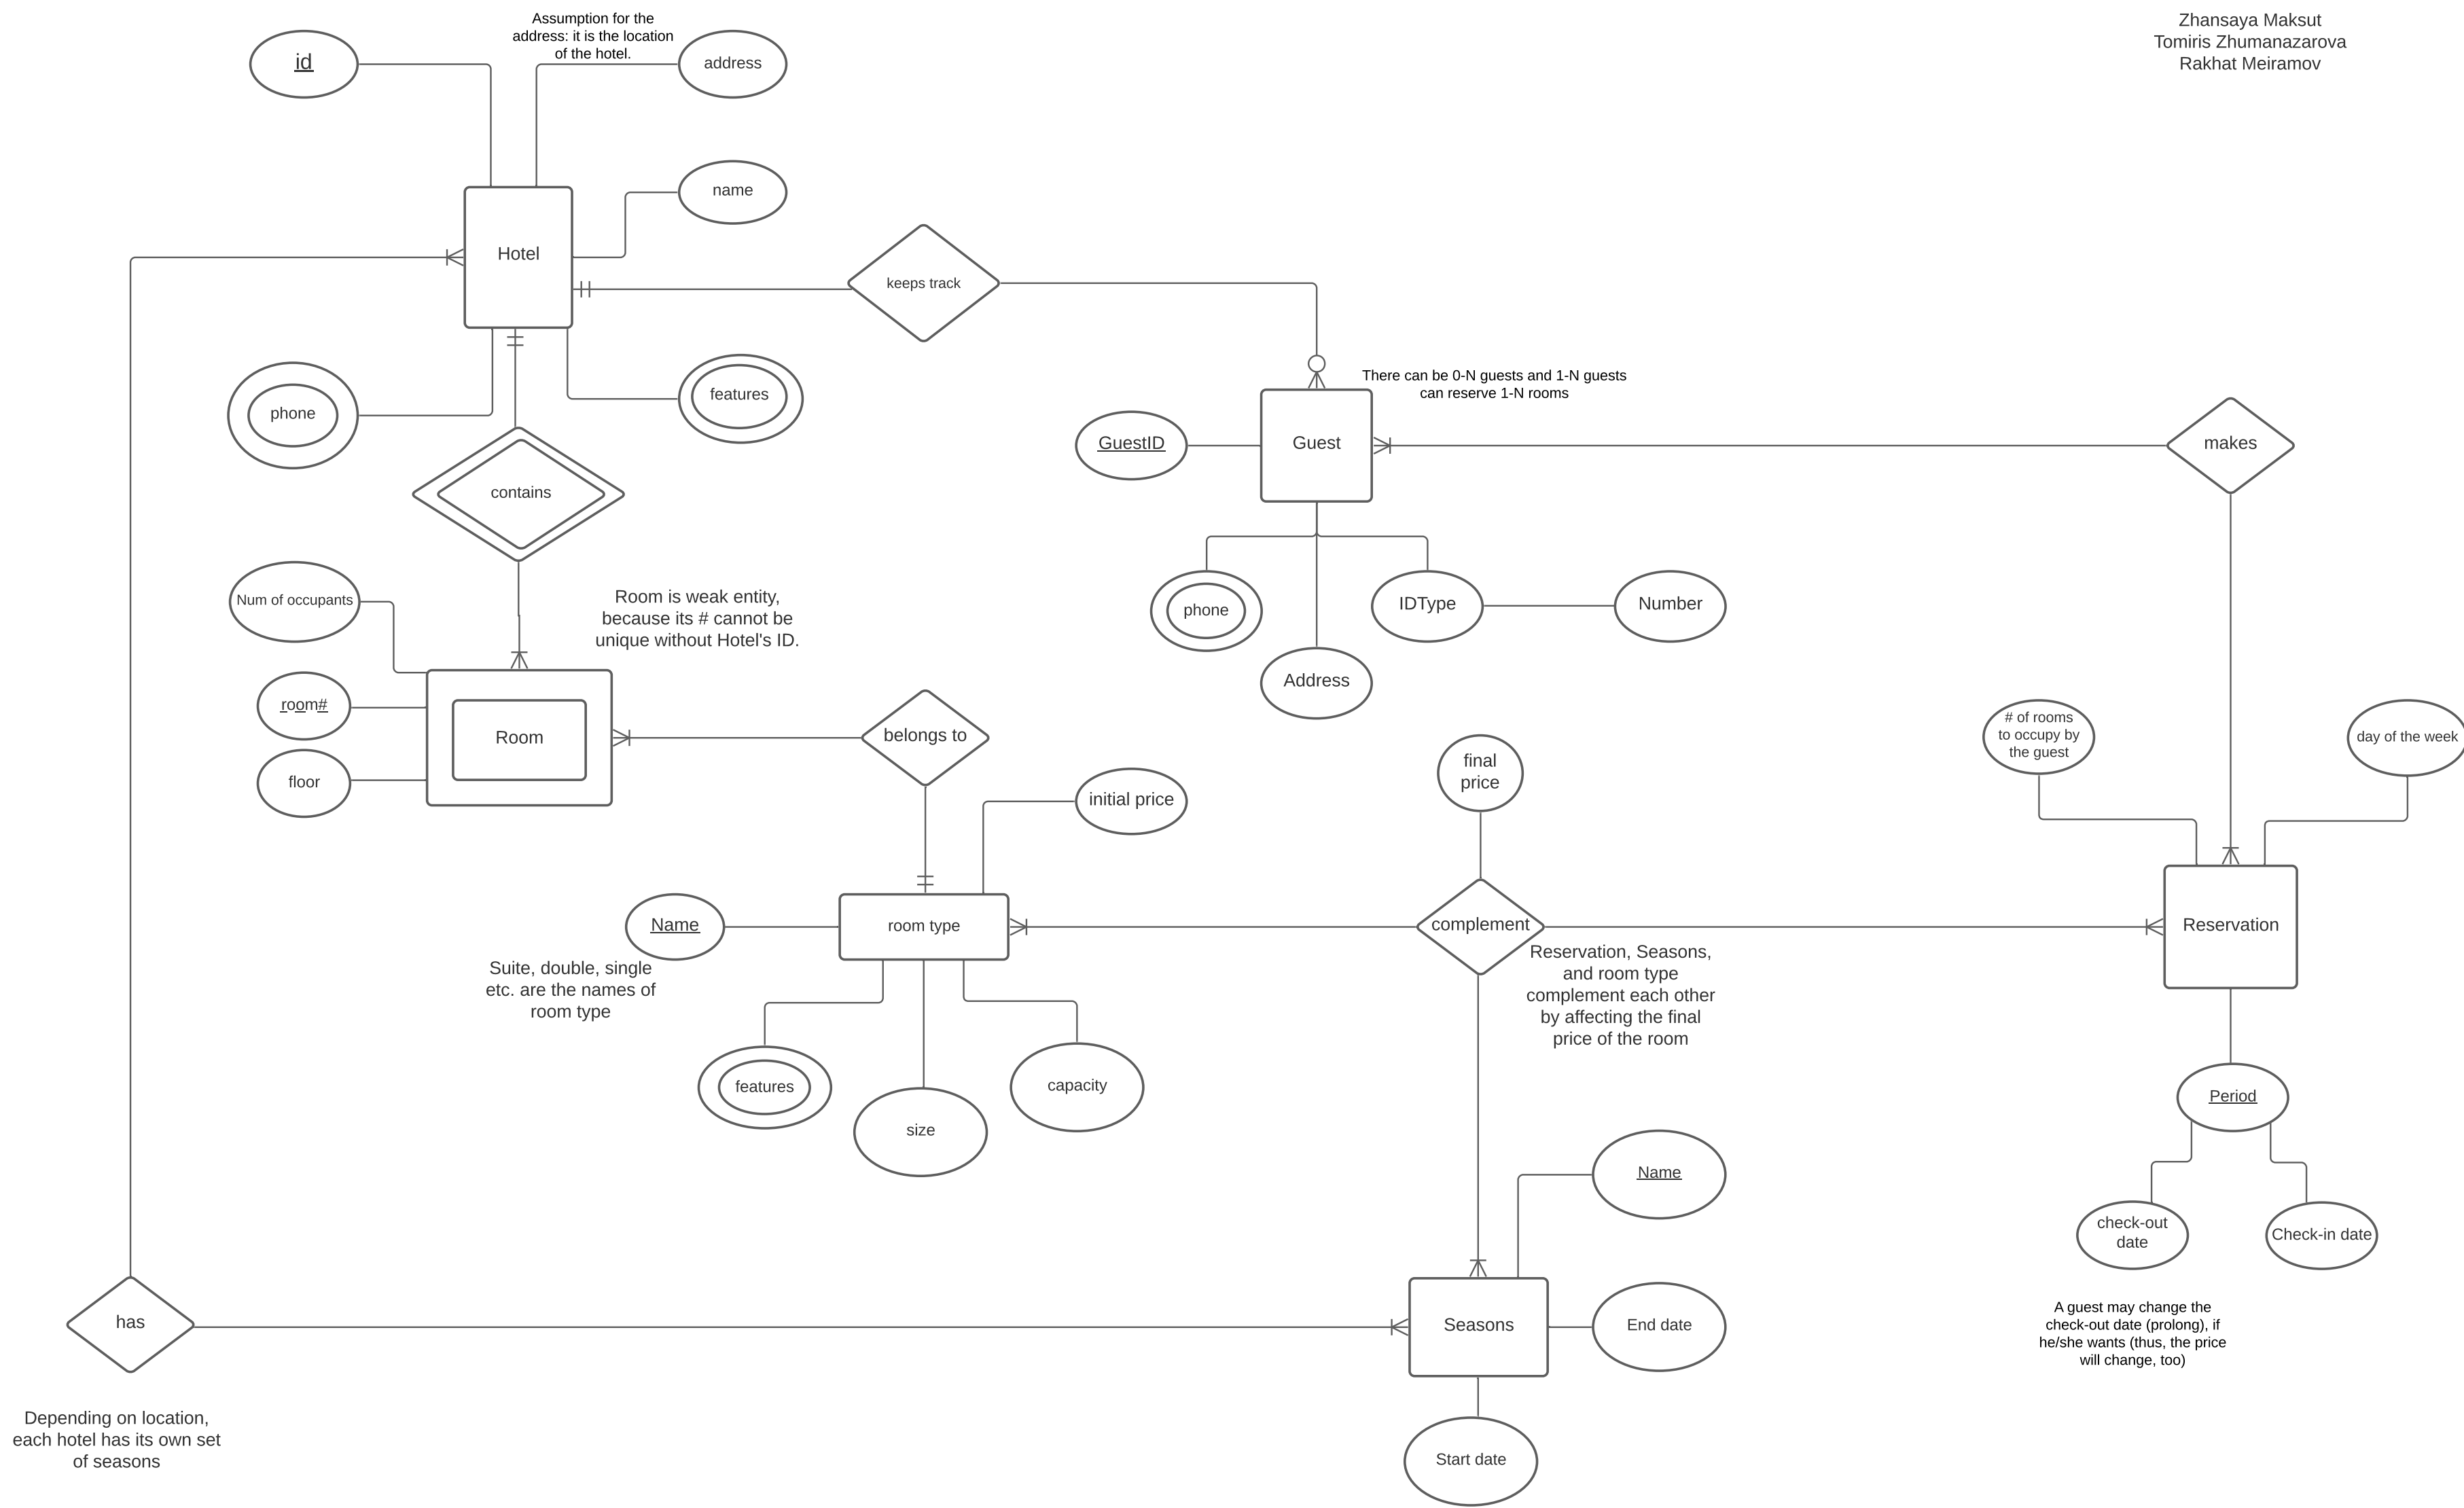 Assumption for the
address: it is the location
of the hotel.
Zhansaya Maksut
Tomiris Zhumanazarova
Rakhat Meiramov
id
address
name
Hotel
keeps track
phone
features
There can be 0-N guests and 1-N guests
can reserve 1-N rooms
GuestID
Guest
makes
contains
Num of occupants
Room is weak entity,
because its # cannot be
unique without Hotel's ID.
phone
IDType
Number
Address
room#
Room
floor
belongs to
initial price
final
price
# of rooms
to occupy by
the guest
day of the week
Name
room type
complement
Reservation
Suite, double, single
etc. are the names of
room type
Reservation, Seasons,
and room type
complement each other
by affecting the final
price of the room
features
size
capacity
Period
Name
check-out
date
Check-in date
has
Seasons
End date
A guest may change the
check-out date (prolong), if
he/she wants (thus, the price
will change, too)
Depending on location,
each hotel has its own set
of seasons
Start date